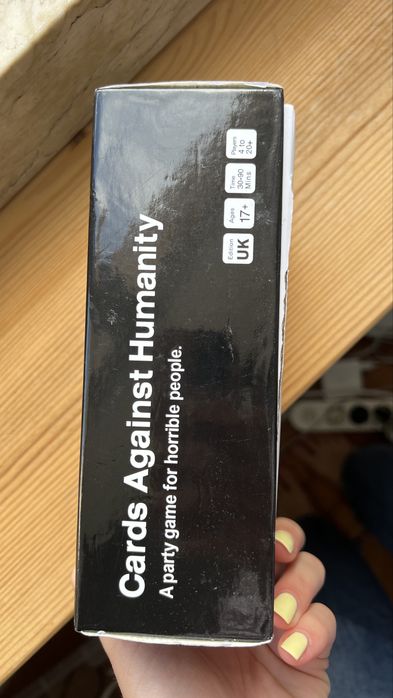 Cards Against Humanity
A party game for horrible people.
Edition
UK
Ages
17+
Time
30-90
Mins
Players
4 to
20+